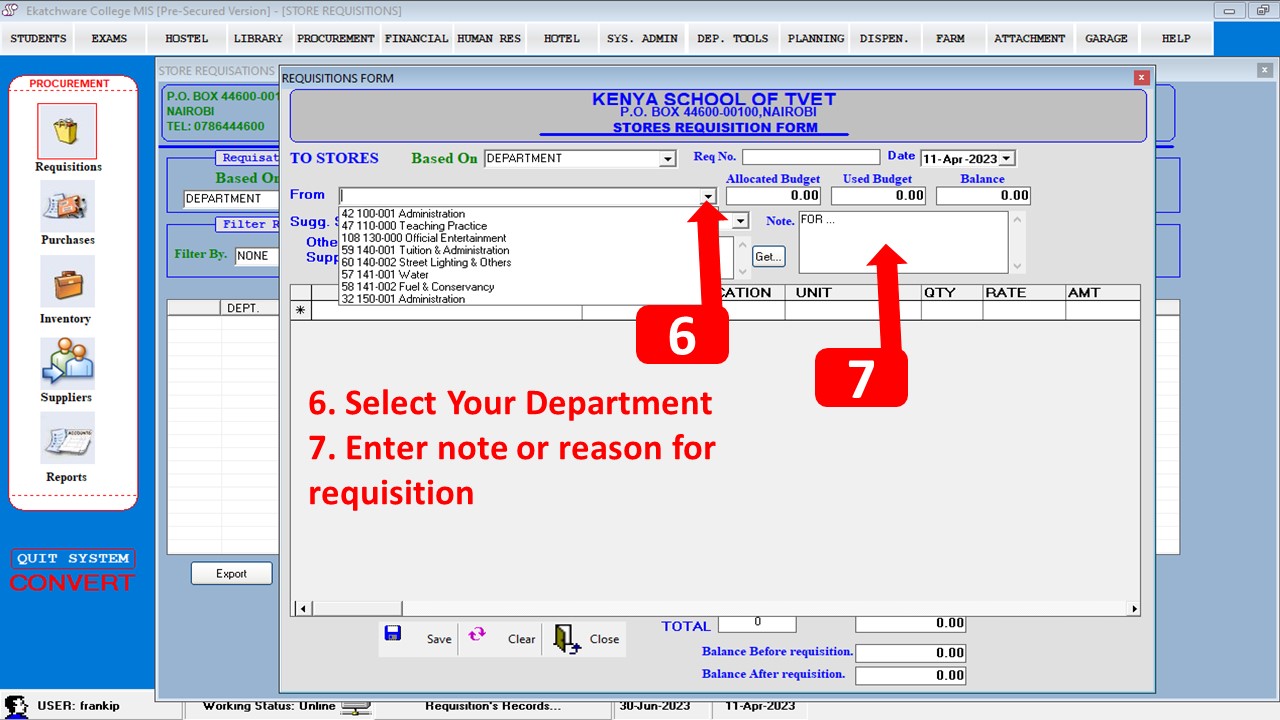 Ekatchware College MIS [Pre-Secured Version] - [STORE REQUISITIONS]
STUDENTS EXAMS HOSTEL LIBRARY PROCUREMENT FINANCIAL HUMAN RES HOTEL SYS. ADMIN DEP. TOOLS PLANNING DISPEN. FARM ATTACHMENT GARAGE HELP
PROCUREMENT
Requisitions
Purchases
Inventory
Suppliers
Reports
QUIT SYSTEM
CONVERT
STORE REQUISATIONS
P.O. BOX 44600-001
NAIROBI
TEL: 0786444600
Requisat
Based On
DEPARTMENT
Filter R
Filter By. NONE
DEPT.
Export
REQUISITIONS FORM
KENYA SCHOOL OF TVET
P.O. BOX 44600-00100,NAIROBI
STORES REQUISITION FORM
TO STORES Based On DEPARTMENT Req No. Date 11-Apr-2023
Allocated Budget Used Budget Balance
From 0.00 0.00 0.00
Sugg. S
Othe
Supp
Get...
Note. FOR ...
42 100-001 Administration
47 110-000 Teaching Practice
108 130-000 Official Entertainment
59 140-001 Tuition & Administration
60 140-002 Street Lighting & Others
57 141-001 Water
58 141-002 Fuel & Conservancy
32 150-001 Administration
CATION UNIT QTY RATE AMT
6
7
6. Select Your Department
7. Enter note or reason for
requisition
Save Clear Close
TOTAL 0 0.00
Balance Before requisition. 0.00
Balance After requisition. 0.00
USER: frankip Working Status: Online Requisition's Records... 30-Jun-2023 11-Apr-2023